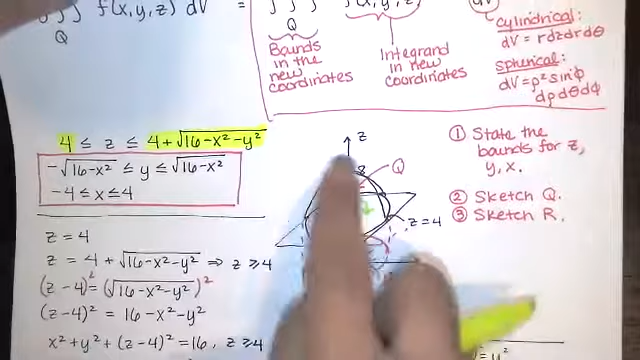 ∫∫∫ f(x,y,z) dV =
Q
∫ ∫ ∫
Q
Bounds
in the
new
coordinates
Integrand
in new
coordinates
dV
cylindrical:
dV = r dz dr dθ
spherical:
dV = ρ² sin ϕ
dρ dθ dϕ
4 ≤ z ≤ 4+√16-x²-y²
-√16-x² ≤ y ≤ √16-x²
-4 ≤ x ≤ 4
z
8
Q
z=4
① State the
bounds for z,
y, x.
② Sketch Q.
③ Sketch R.
z = 4
z = 4 + √16-x²-y² ⇒ z ≥ 4
(z-4)² = (√16-x²-y²)²
(z-4)² = 16-x²-y²
x²+y²+(z-4)²=16, z≥4
= y²